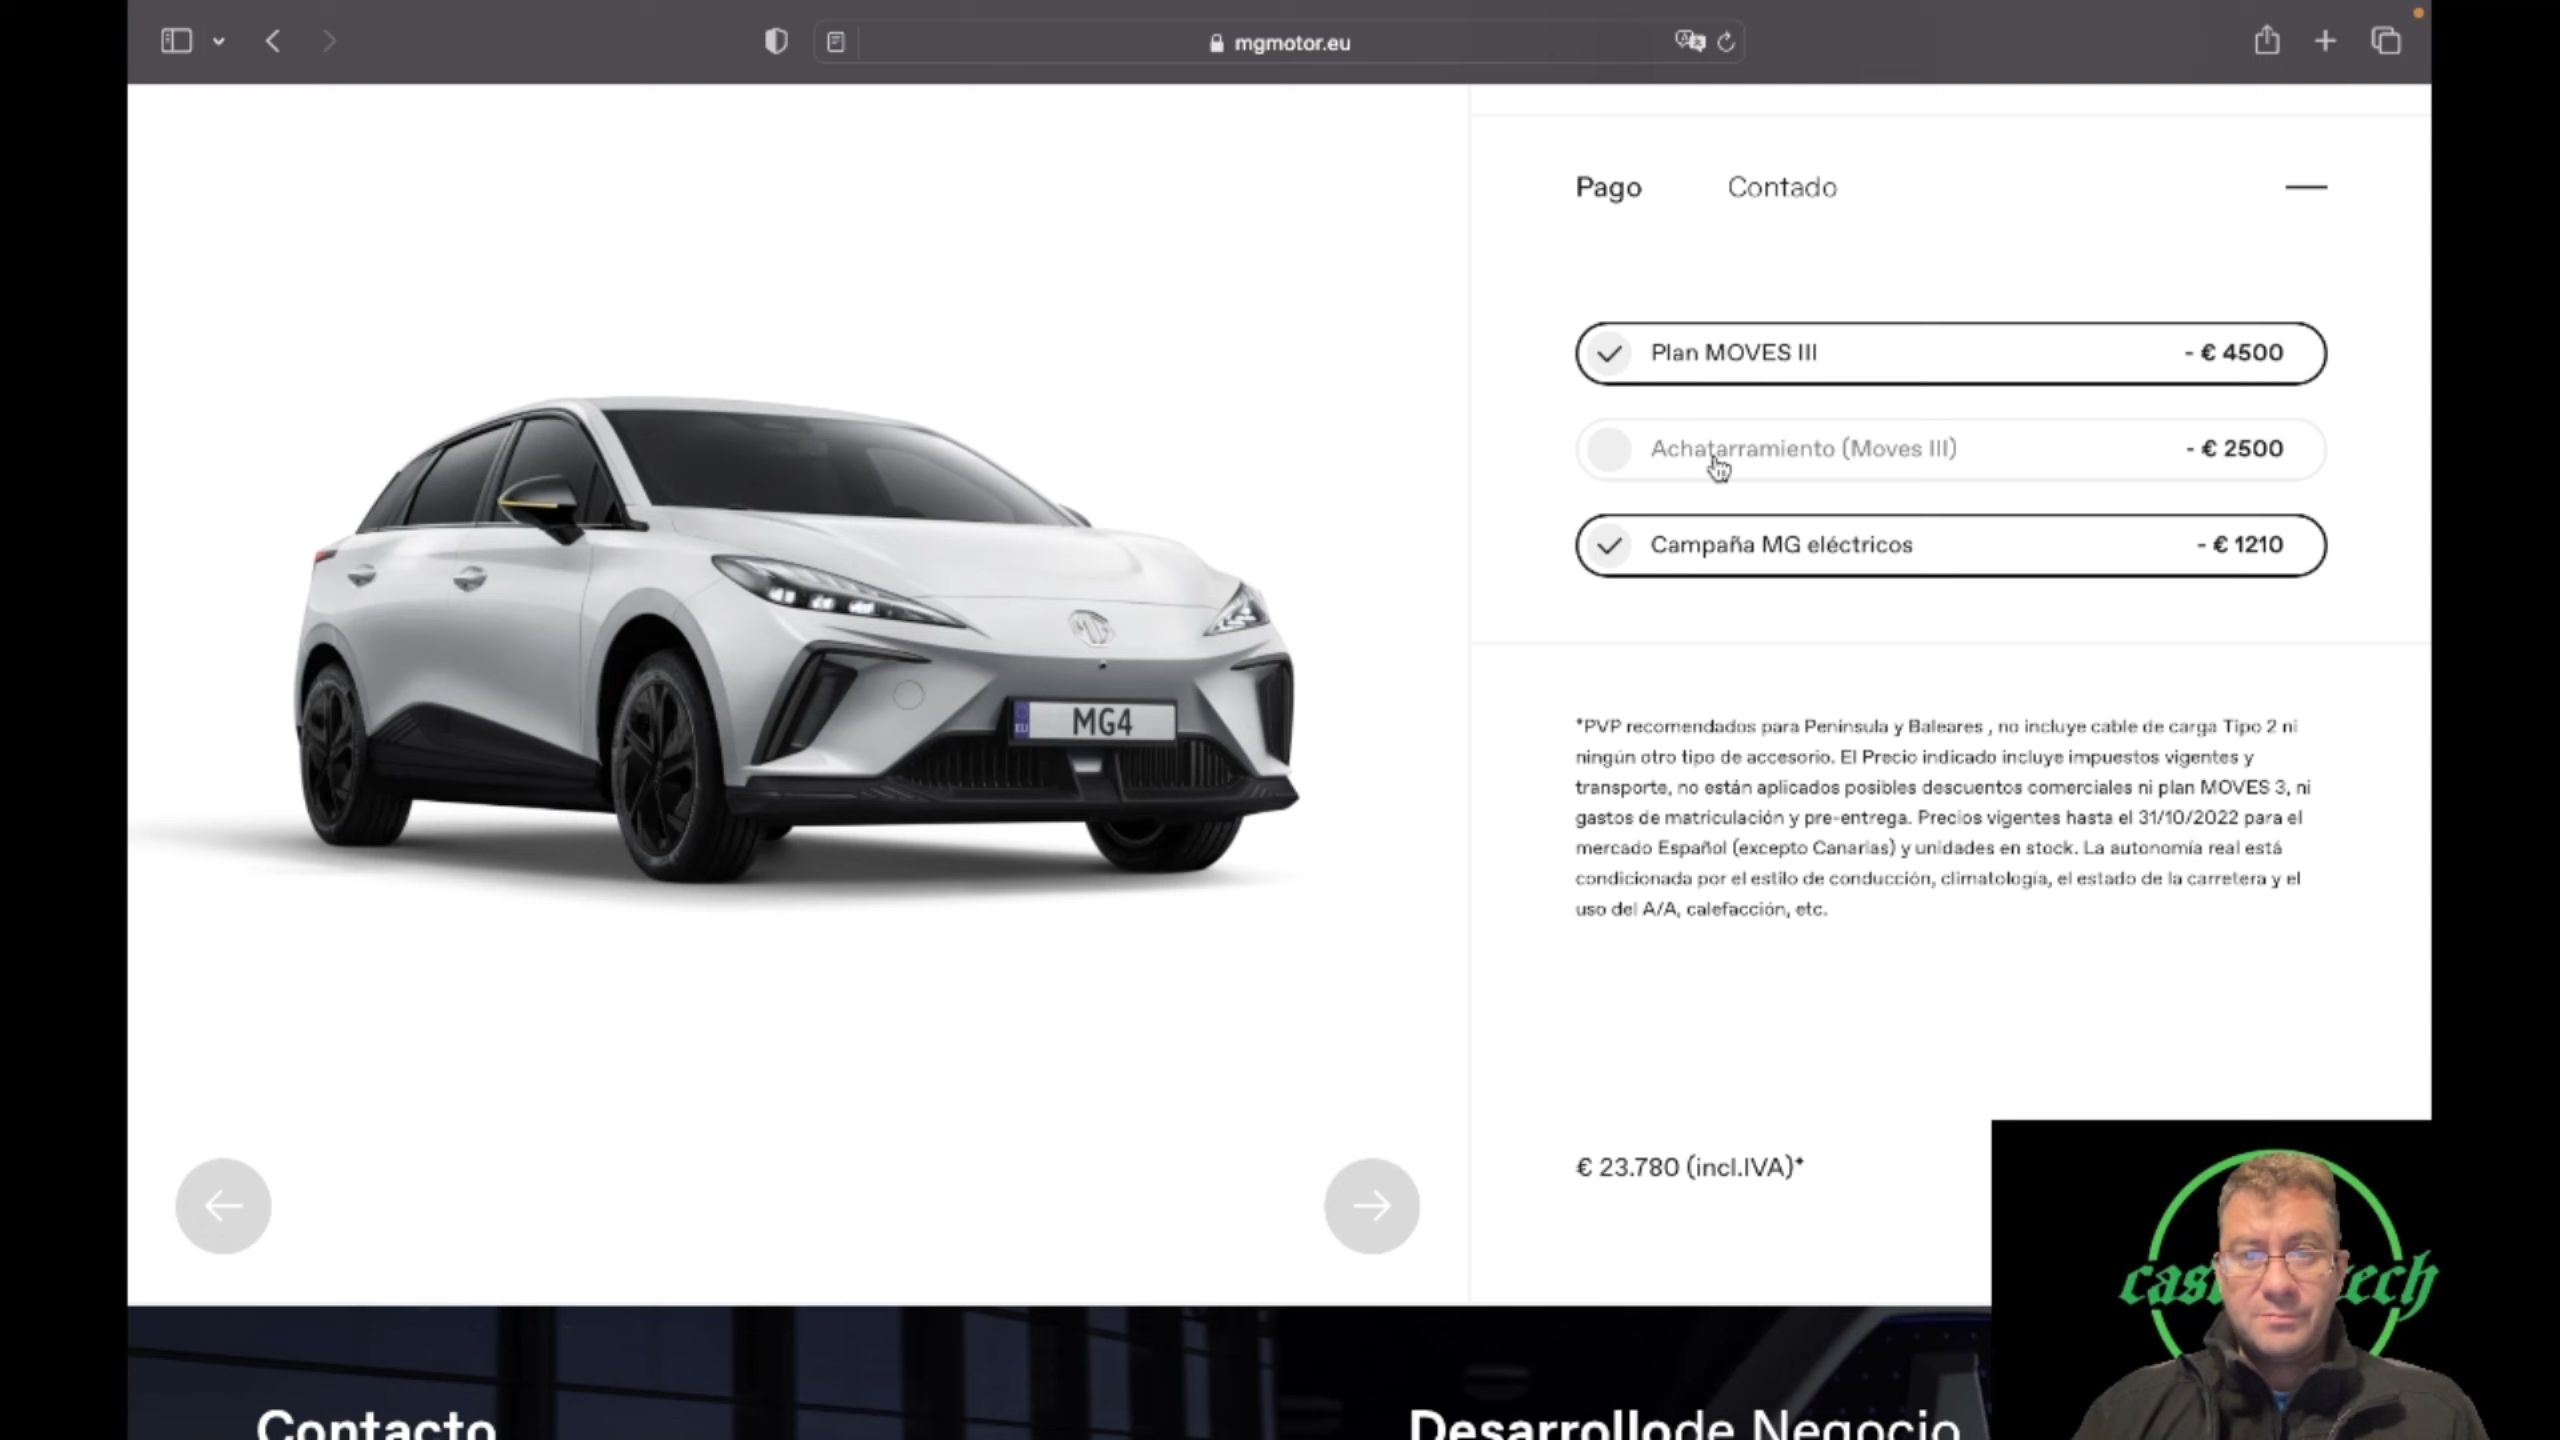 mgmotor.eu
Pago Contado
Plan MOVES III - € 4500
Achatarramiento (Moves III) - € 2500
Campaña MG eléctricos - € 1210
MG
EU MG4
*PVP recomendados para Peninsula y Baleares , no incluye cable de carga Tipo 2 ni
ningún otro tipo de accesorio. El Precio indicado incluye impuestos vigentes y
transporte, no están aplicados posibles descuentos comerciales ni plan MOVES 3, ni
gastos de matriculación y pre-entrega. Precios vigentes hasta el 31/10/2022 para el
mercado Español (excepto Canarias) y unidades en stock. La autonomía real está
condicionada por el estilo de conducción, climatología, el estado de la carretera y el
uso del A/A, calefacción, etc.
€ 23.780 (incl.IVA)*
Contacto
Desarrollode Negocio